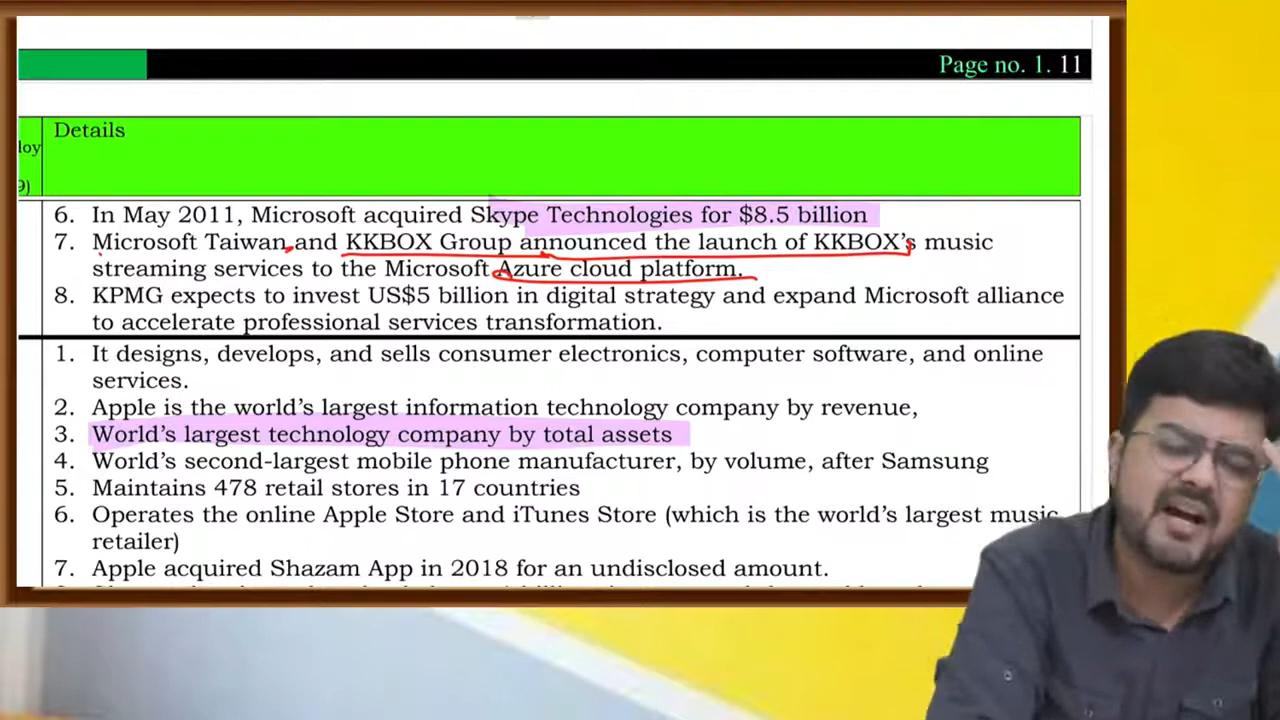 Page no. 1. 11
Details
loy
9)
6. In May 2011, Microsoft acquired Skype Technologies for $8.5 billion
7. Microsoft Taiwan and KKBOX Group announced the launch of KKBOX’s music
streaming services to the Microsoft Azure cloud platform.
8. KPMG expects to invest US$5 billion in digital strategy and expand Microsoft alliance
to accelerate professional services transformation.
1. It designs, develops, and sells consumer electronics, computer software, and online
services.
2. Apple is the world’s largest information technology company by revenue,
3. World’s largest technology company by total assets
4. World’s second-largest mobile phone manufacturer, by volume, after Samsung
5. Maintains 478 retail stores in 17 countries
6. Operates the online Apple Store and iTunes Store (which is the world’s largest music
retailer)
7. Apple acquired Shazam App in 2018 for an undisclosed amount.